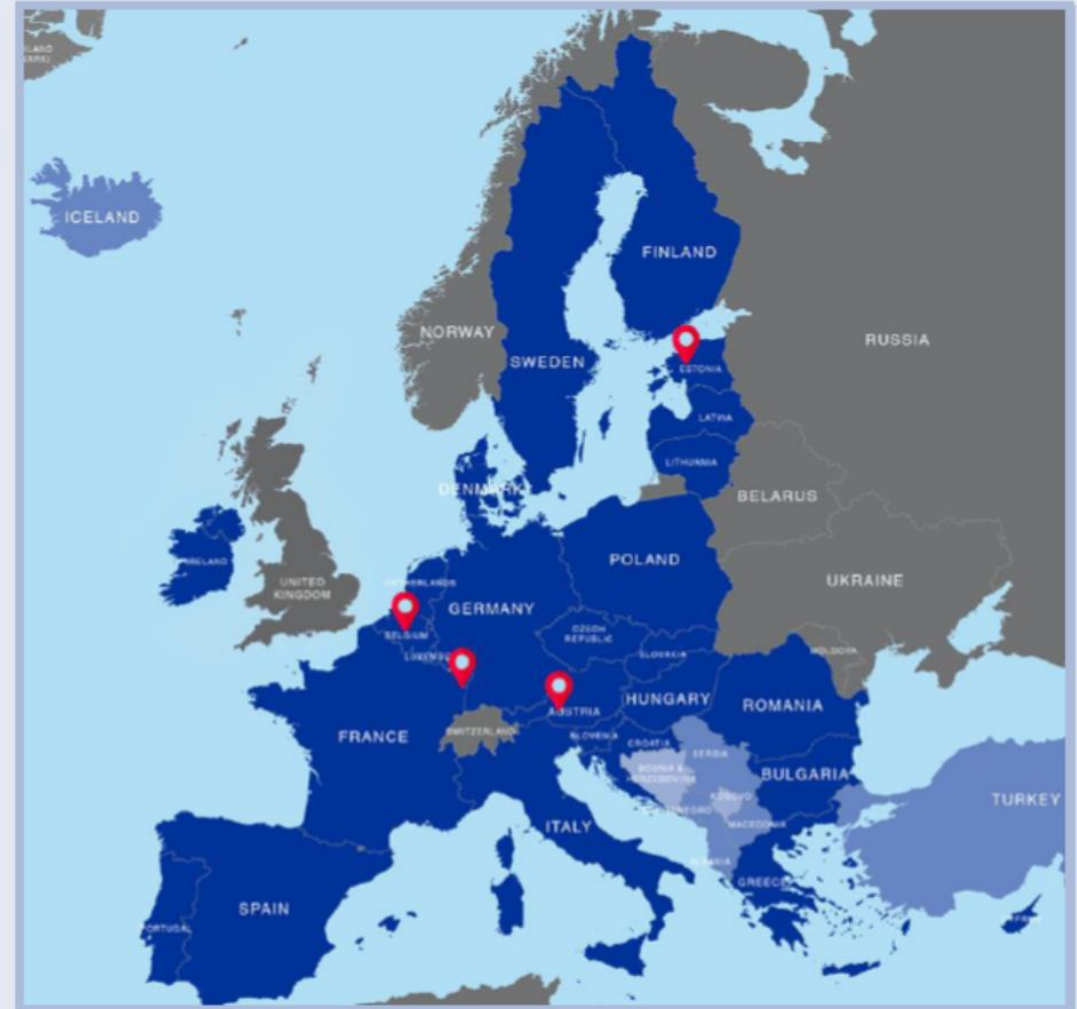 ICELAND
FINLAND
NORWAY
RUSSIA
SWEDEN
ESTONIA
LATVIA
LITHUANIA
DENMARK
BELARUS
IRELAND
POLAND
UNITED
KINGDOM
NETHERLANDS
UKRAINE
GERMANY
BELGIUM
CZECH
REPUBLIC
SLOVAKIA
MOLDOVA
HUNGARY
ROMANIA
AUSTRIA
FRANCE
SWITZERLAND
SLOVENIA
CROATIA
SERBIA
BOSNIA &
HERZEGOVINA
BULGARIA
KOSOVO
TURKEY
MACEDONIA
ITALY
GREECE
SPAIN
PORTUGAL